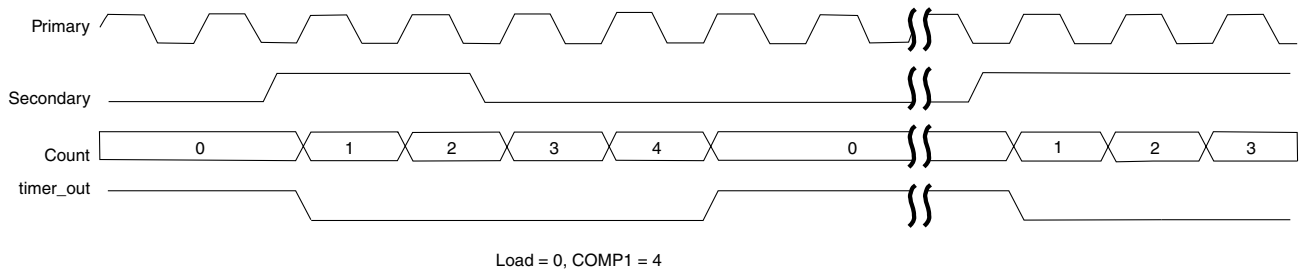 Primary
Secondary
Count 0 1 2 3 4 0 1 2 3
timer_out
Load = 0, COMP1 = 4